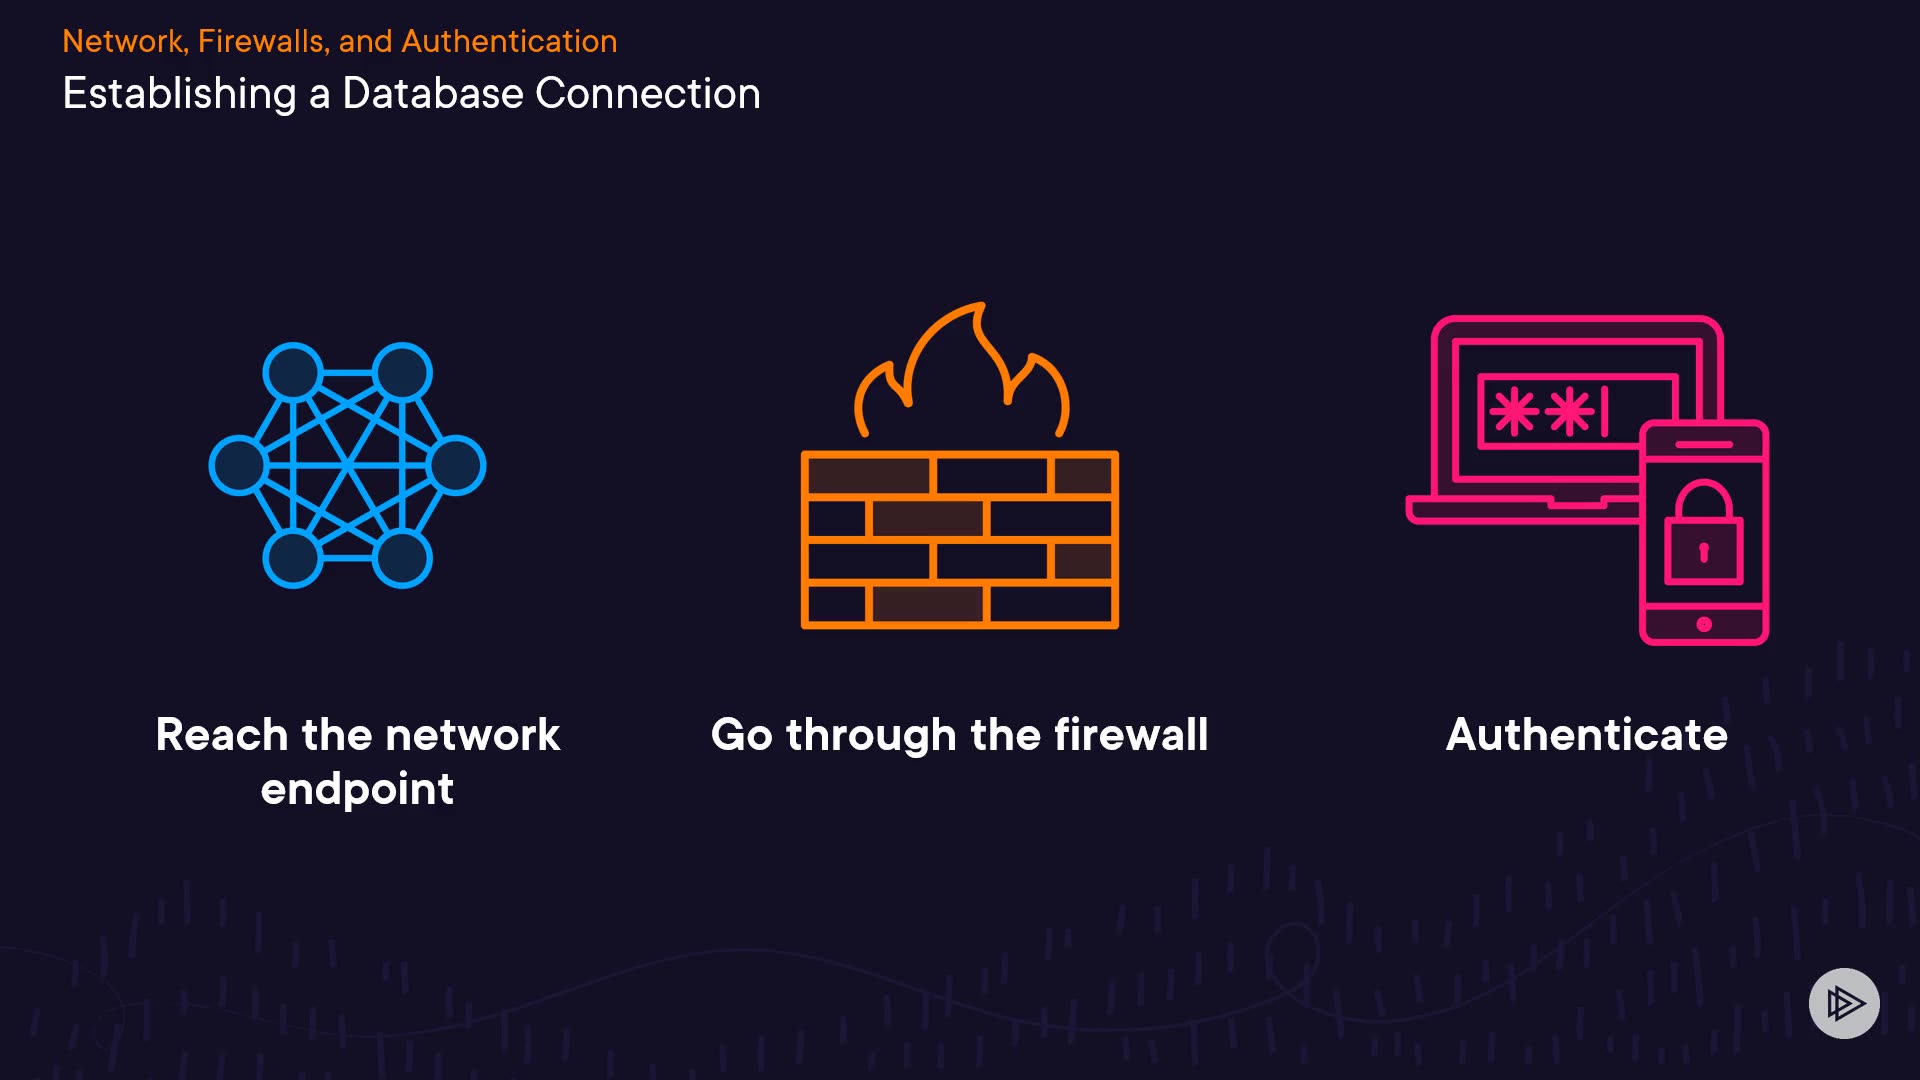 Network, Firewalls, and Authentication
Establishing a Database Connection
**
Reach the network
endpoint
Go through the firewall
Authenticate